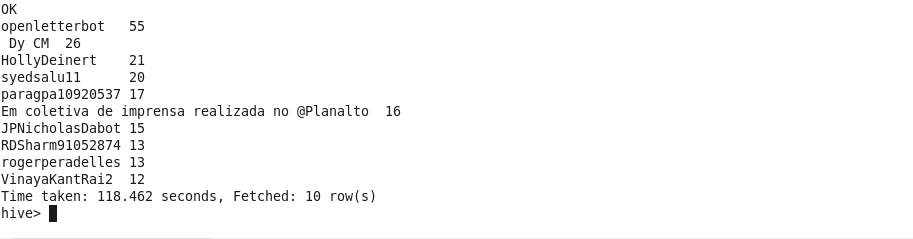 OK
openletterbot   55
 Dy CM  26
HollyDeinert    21
syedsalu11      20
paragpa10920537 17
Em coletiva de imprensa realizada no @Planalto  16
JPNicholasDabot 15
RDSharm91052874 13
rogerperadelles 13
VinayaKantRai2  12
Time taken: 118.462 seconds, Fetched: 10 row(s)
hive>